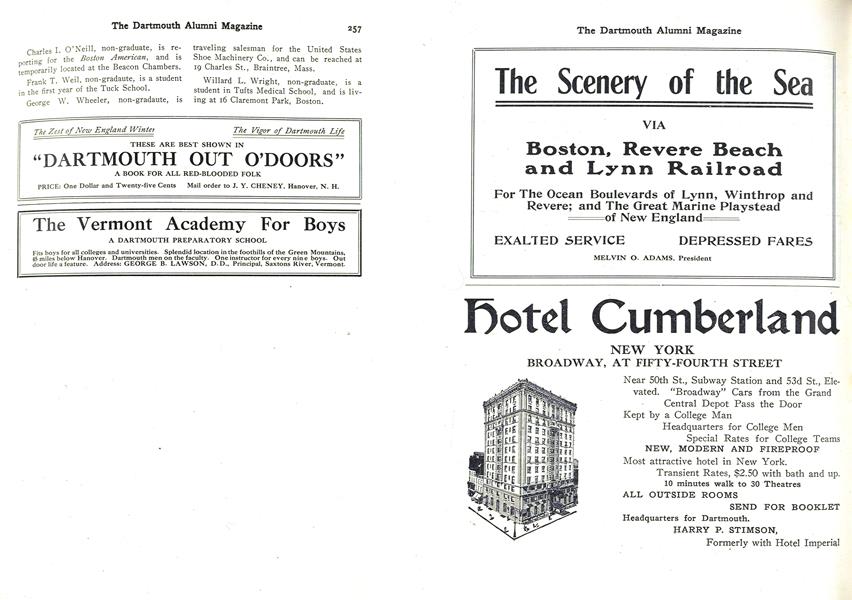 The Dartmouth Alumni Magazine 257
Charles I. O'Neill, non-graduate, is re-
porting for the Boston American, and is
temporarily located at the Beacon Chambers.
Frank T. Weil, non-gradaute, is a student
in the first year of the Tuck School.
George W. Wheeler, non-gradaute, is
traveling salesman for the United States
Shoe Machinery Co., and can be reached at
19 Charles St., Braintree, Mass.
Willard L. Wright, non-graduate, is a
student in Tufts Medical School, and is liv-
ing at 16 Claremont Park, Boston.
The Zest of New England Winter The Vigor of Dartmouth Life
THESE ARE BEST SHOWN IN
"DARTMOUTH OUT O'DOORS"
A BOOK FOR ALL RED-BLOODED FOLK
PRICE: One Dollar and Twenty-five Cents Mail order to J. Y. CHENEY, Hanover, N. H.
The Vermont Academy For Boys
A DARTMOUTH PREPARATORY SCHOOL
Fits boys for all colleges and universities. Splendid location in the foothills of the Green Mountains,
45 miles below Hanover. Dartmouth men on the faculty. One instructor for every nine boys. Out
door life a feature. Address: GEORGE B. LAWSON, D. D., Principal, Saxtons River, Vermont.
The Dartmouth Alumni Magazine
The Scenery of the Sea
VIA
Boston, Revere Beach
and Lynn Railroad
For The Ocean Boulevards of Lynn, Winthrop and
Revere; and The Great Marine Playstead
of New England
EXALTED SERVICE DEPRESSED FARES
MELVIN O. ADAMS, President
Hotel Cumberland
NEW YORK
BROADWAY, AT FIFTY-FOURTH STREET
Near 50th St., Subway Station and 53d St., Ele-
vated. "Broadway" Cars from the Grand
Central Depot Pass the Door
Kept by a College Man
Headquarters for College Men
Special Rates for College Teams
NEW, MODERN AND FIREPROOF
Most attractive hotel in New York.
Transient Rates, $2.50 with bath and up.
10 minutes walk to 30 Theatres
ALL OUTSIDE ROOMS
SEND FOR BOOKLET
Headquarters for Dartmouth.
HARRY P. STIMSON,
Formerly with Hotel Imperial